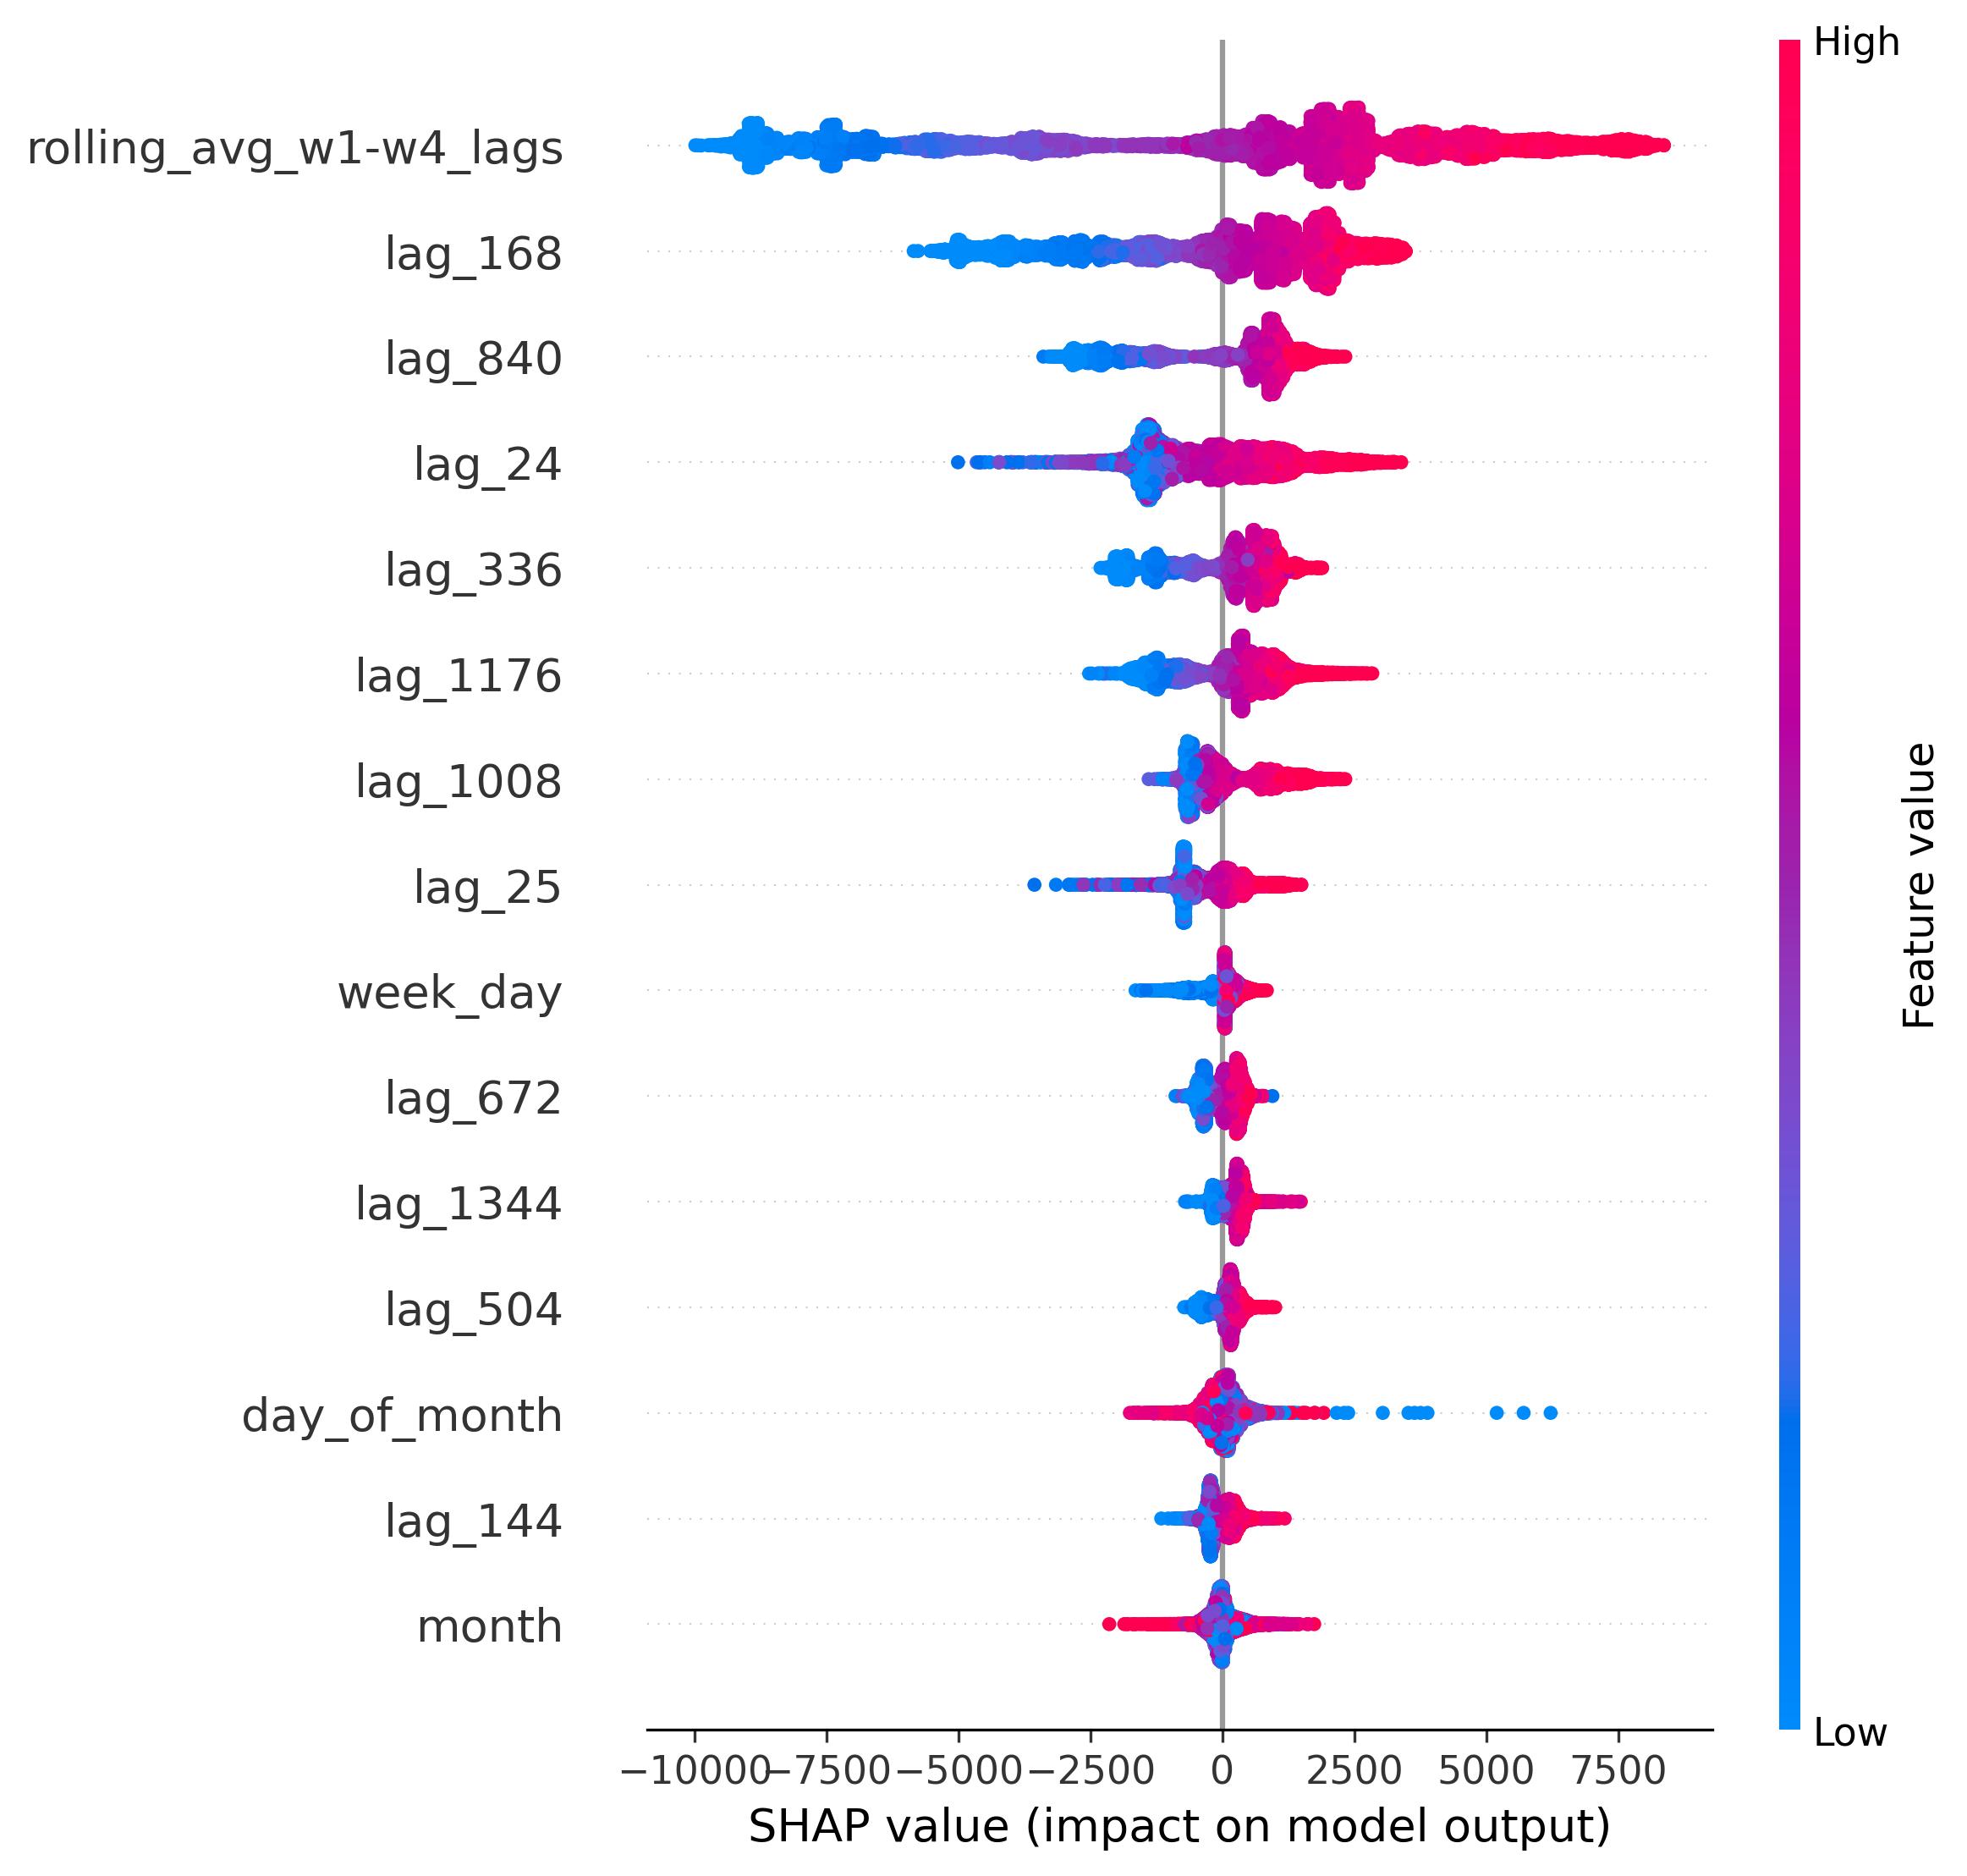 High
rolling_avg_w1-w4_lags
lag_168
lag_840
lag_24
lag_336
lag_1176
lag_1008
lag_25
week_day
lag_672
lag_1344
lag_504
day_of_month
lag_144
month
Feature value
Low
−10000 −7500 −5000 −2500 0 2500 5000 7500
SHAP value (impact on model output)